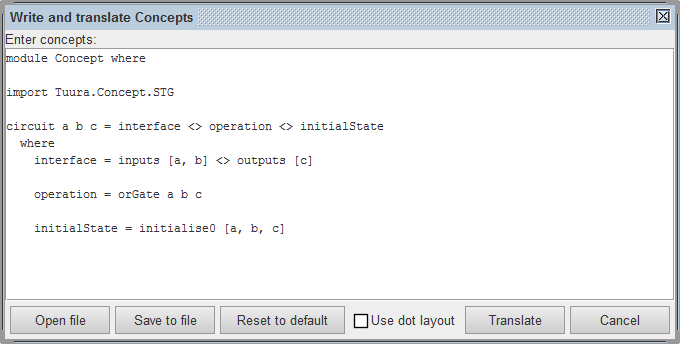 Write and translate Concepts
Enter concepts:
module Concept where
import Tuura.Concept.STG
circuit a b c = interface <> operation <> initialState
  where
    interface = inputs [a, b] <> outputs [c]
    operation = orGate a b c
    initialState = initialise0 [a, b, c]
Open file Save to file Reset to default Use dot layout Translate Cancel